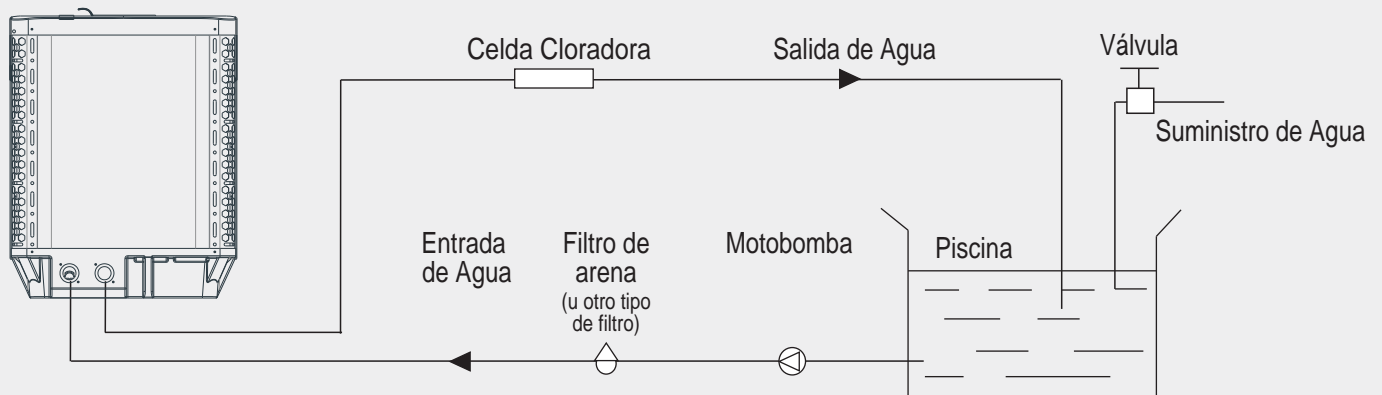 Celda Cloradora
Salida de Agua
Válvula
Suministro de Agua
Entrada
de Agua
Filtro de
arena
(u otro tipo
de filtro)
Motobomba
Piscina